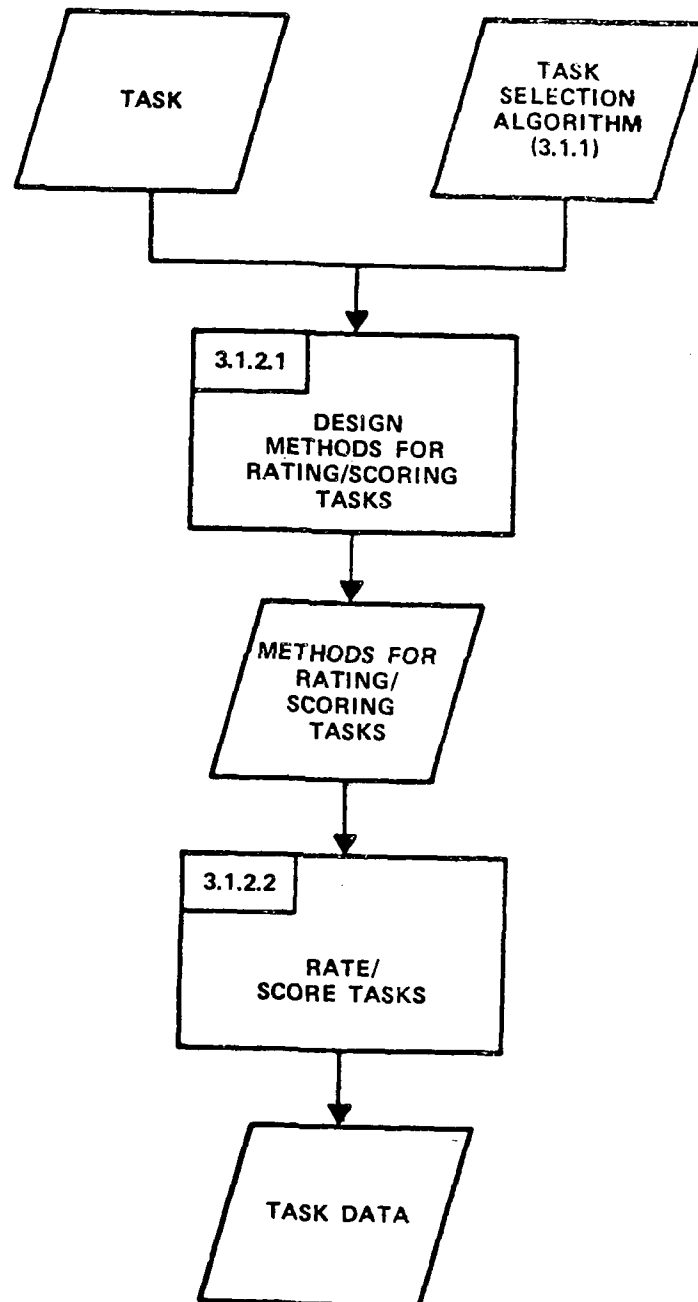 TASK
TASK
SELECTION
ALGORITHM
(3.1.1)
3.1.2.1
DESIGN
METHODS FOR
RATING/SCORING
TASKS
METHODS FOR
RATING/
SCORING
TASKS
3.1.2.2
RATE/
SCORE TASKS
TASK DATA